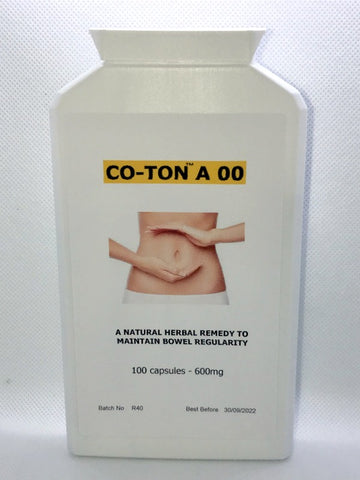 CO-TON™ A 00
A NATURAL HERBAL REMEDY TO
MAINTAIN BOWEL REGULARITY
100 capsules - 600mg
Batch No R40 Best Before 30/09/2022